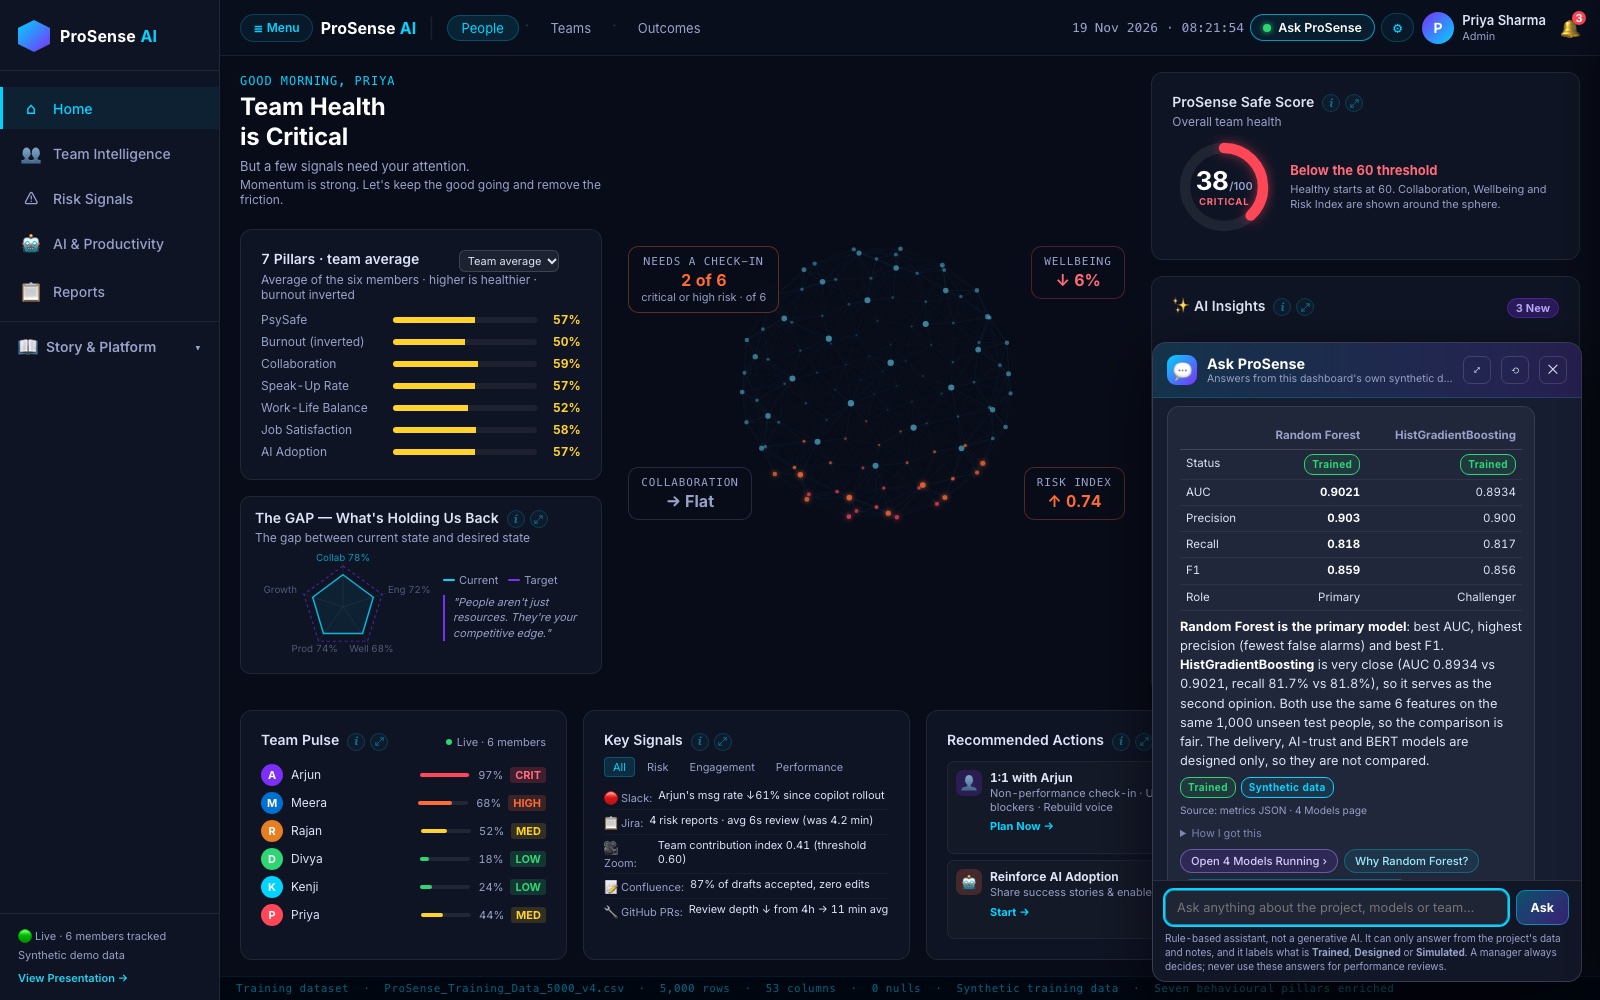 ProSense AI
Home
Team Intelligence
Risk Signals
AI & Productivity
Reports
Story & Platform
Live · 6 members tracked
Synthetic demo data
View Presentation →
≡ Menu
ProSense AI
People
Teams
Outcomes
19 Nov 2026 · 08:21:54
Ask ProSense
P
Priya Sharma
Admin
3
GOOD MORNING, PRIYA
Team Health
is Critical
But a few signals need your attention.
Momentum is strong. Let's keep the good going and remove the
friction.
7 Pillars · team average
Team average
Average of the six members · higher is healthier ·
burnout inverted
PsySafe 57%
Burnout (inverted) 50%
Collaboration 59%
Speak-Up Rate 57%
Work-Life Balance 52%
Job Satisfaction 58%
AI Adoption 57%
The GAP — What's Holding Us Back i
The gap between current state and desired state
Collab 78%
Growth
Eng 72%
Prod 74%
Well 68%
Current
Target
"People aren't just
resources. They're your
competitive edge."
NEEDS A CHECK-IN
2 of 6
critical or high risk · of 6
WELLBEING
↓ 6%
COLLABORATION
→ Flat
RISK INDEX
↑ 0.74
ProSense Safe Score i
Overall team health
38/100
CRITICAL
Below the 60 threshold
Healthy starts at 60. Collaboration, Wellbeing and
Risk Index are shown around the sphere.
AI Insights i
3 New
Team Pulse i
Live · 6 members
A Arjun 97% CRIT
M Meera 68% HIGH
R Rajan 52% MED
D Divya 18% LOW
K Kenji 24% LOW
P Priya 44% MED
Key Signals i
All
Risk
Engagement
Performance
Slack: Arjun's msg rate ↓61% since copilot rollout
Jira: 4 risk reports · avg 6s review (was 4.2 min)
Zoom: Team contribution index 0.41 (threshold
0.60)
Confluence: 87% of drafts accepted, zero edits
GitHub PRs: Review depth ↓ from 4h → 11 min avg
Recommended Actions i
1:1 with Arjun
Non-performance check-in · U
blockers · Rebuild voice
Plan Now →
Reinforce AI Adoption
Share success stories & enable
Start →
Ask ProSense
Answers from this dashboard's own synthetic d...
Random Forest HistGradientBoosting
Status Trained Trained
AUC 0.9021 0.8934
Precision 0.903 0.900
Recall 0.818 0.817
F1 0.859 0.856
Role Primary Challenger
Random Forest is the primary model: best AUC, highest
precision (fewest false alarms) and best F1.
HistGradientBoosting is very close (AUC 0.8934 vs
0.9021, recall 81.7% vs 81.8%), so it serves as the
second opinion. Both use the same 6 features on the
same 1,000 unseen test people, so the comparison is
fair. The delivery, AI-trust and BERT models are
designed only, so they are not compared.
Trained
Synthetic data
Source: metrics JSON · 4 Models page
How I got this
Open 4 Models Running ›
Why Random Forest?
Ask anything about the project, models or team...
Ask
Rule-based assistant, not a generative AI. It can only answer from the project's data
and notes, and it labels what is Trained, Designed or Simulated. A manager always
decides; never use these answers for performance reviews.
Training dataset · ProSense_Training_Data_5000_v4.csv · 5,000 rows · 53 columns · 0 nulls · Synthetic training data · Seven behavioural pillars enriched